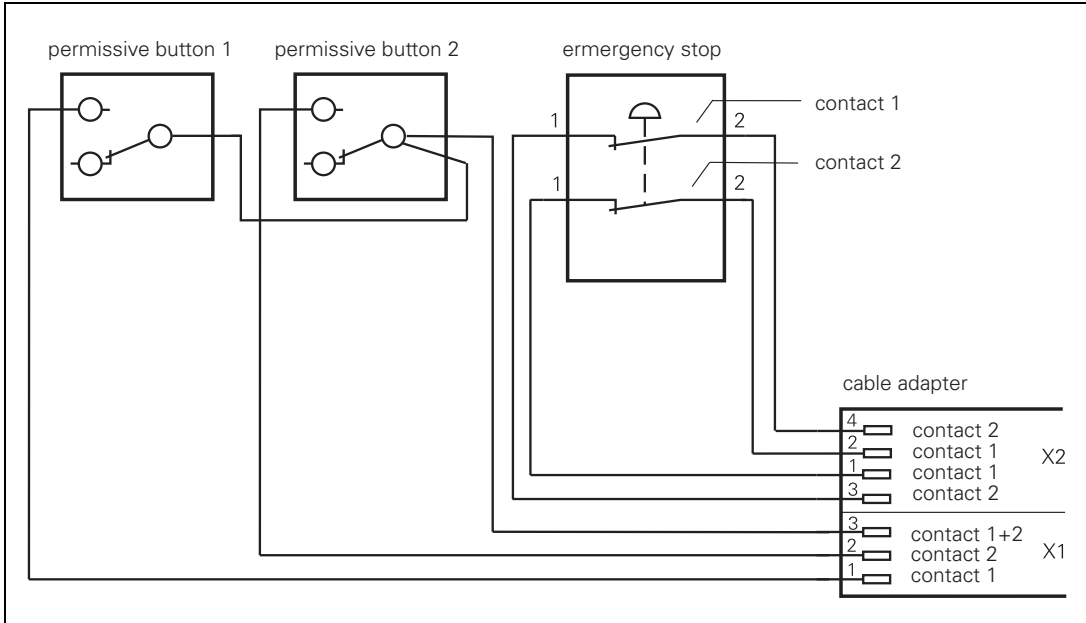 permissive button 1
permissive button 2
ermergency stop
contact 1
1
2
contact 2
1
2
cable adapter
4 contact 2
2 contact 1
X2
1 contact 1
3 contact 2
3 contact 1+2
2 contact 2
X1
1 contact 1